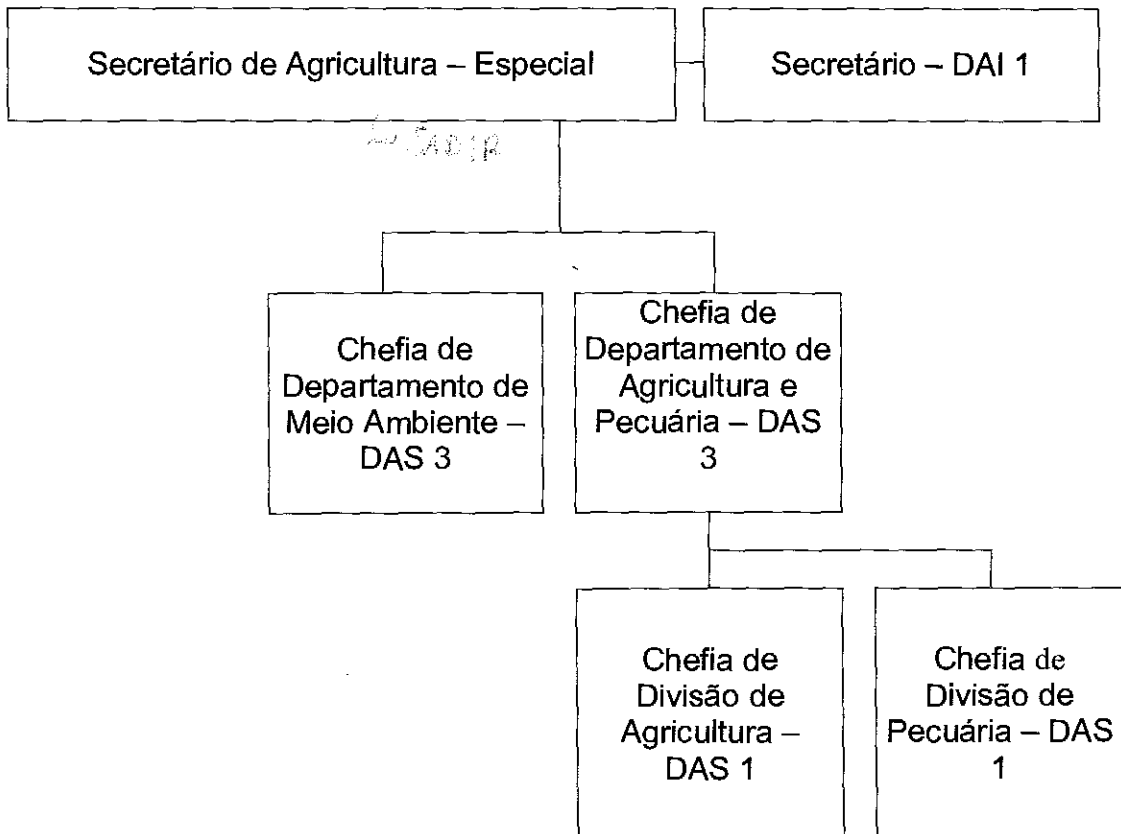 Secretário de Agricultura – Especial
Secretário – DAI 1
Chefia de
Departamento de
Meio Ambiente –
DAS 3
Chefia de
Departamento de
Agricultura e
Pecuária – DAS
3
Chefia de
Divisão de
Agricultura –
DAS 1
Chefia de
Divisão de
Pecuária – DAS
1